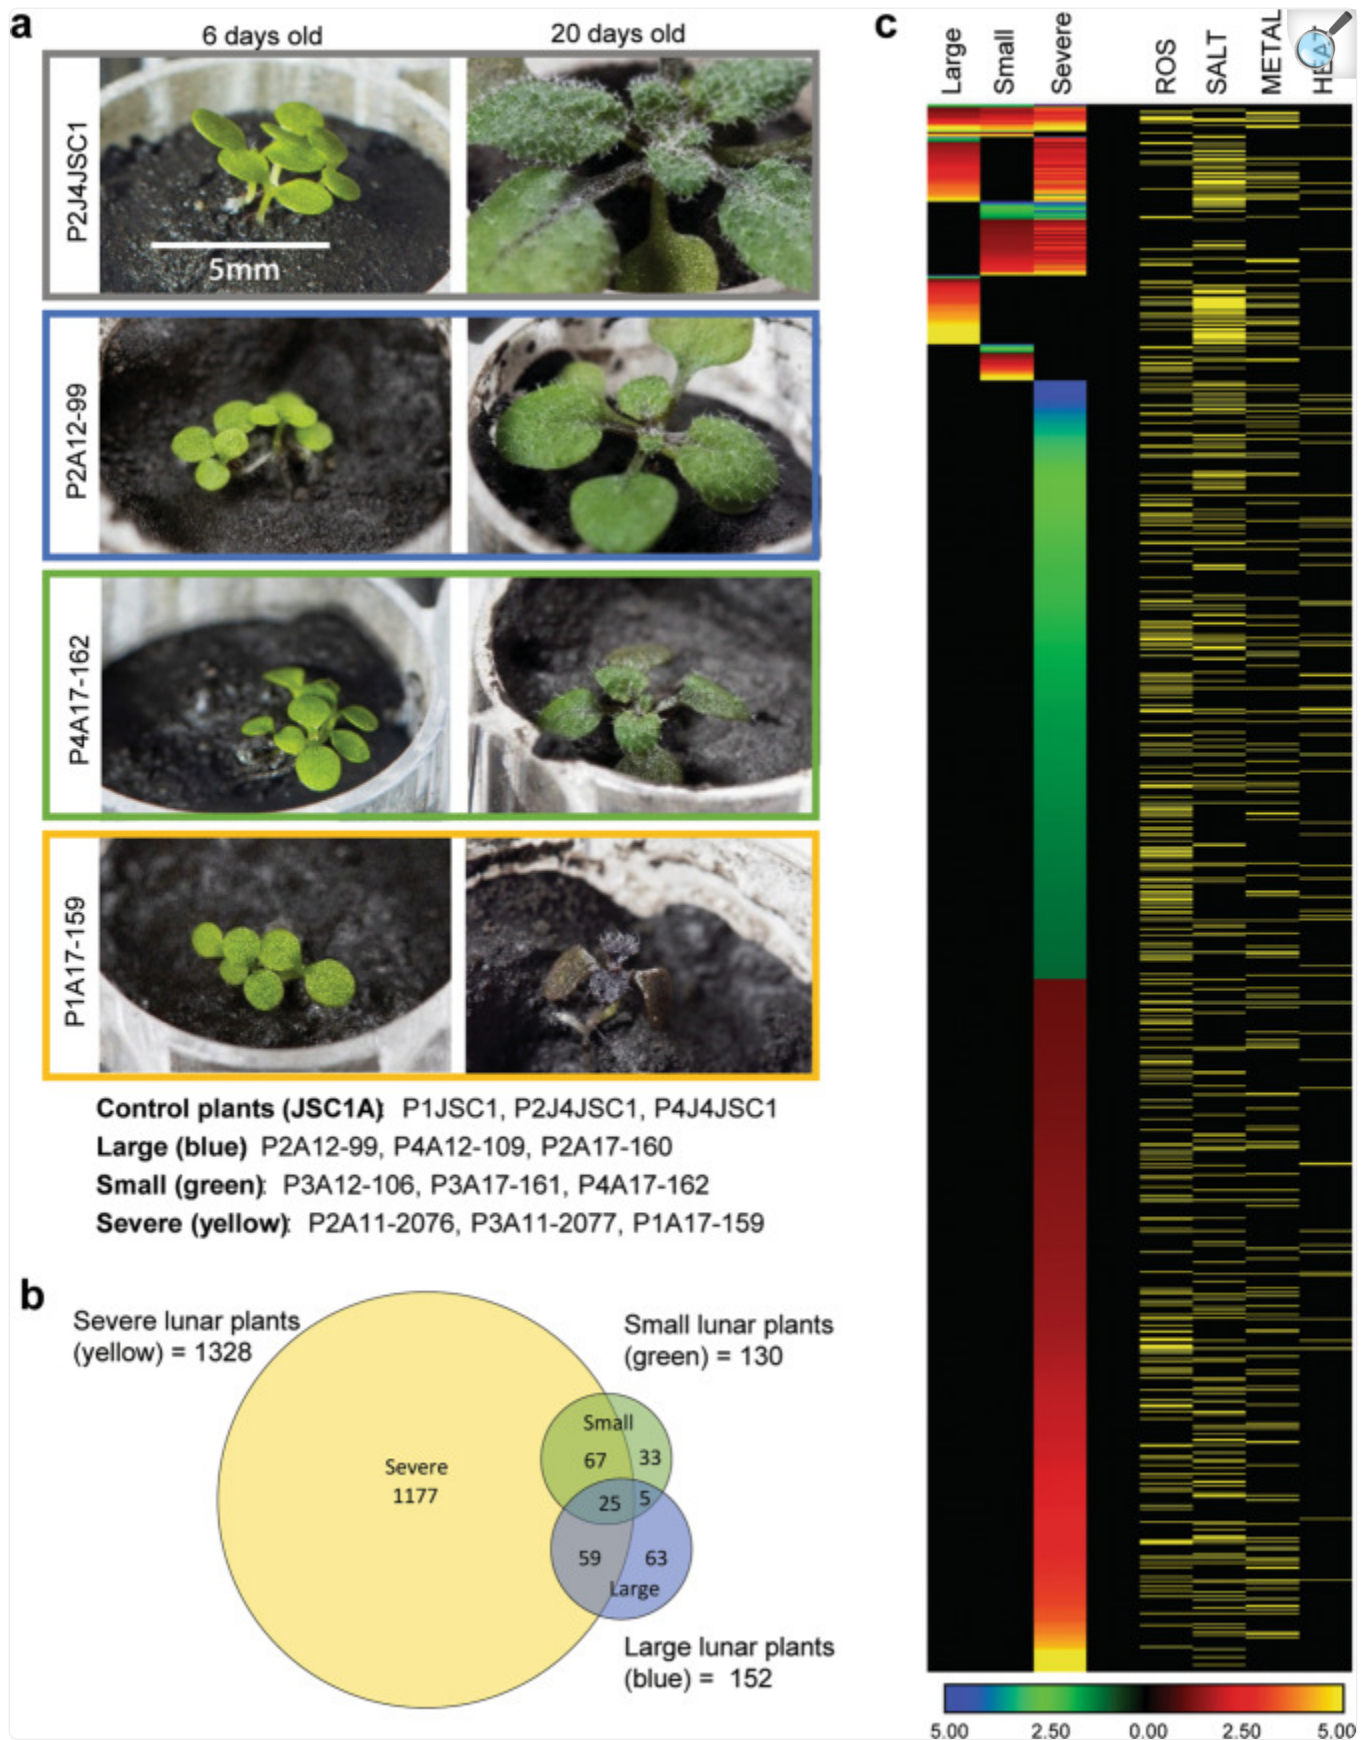 a
6 days old
20 days old
P2J4JSC1
5mm
P2A12-99
P4A17-162
P1A17-159
Control plants (JSC1A): P1JSC1, P2J4JSC1, P4J4JSC1
Large (blue) P2A12-99, P4A12-109, P2A17-160
Small (green): P3A12-106, P3A17-161, P4A17-162
Severe (yellow): P2A11-2076, P3A11-2077, P1A17-159
b
Severe lunar plants
(yellow) = 1328
Small lunar plants
(green) = 130
Small
67
33
Severe
1177
25
5
59
63
Large
Large lunar plants
(blue) = 152
c
Large
Small
Severe
ROS
SALT
METAL
5.00
2.50
0.00
2.50
5.00